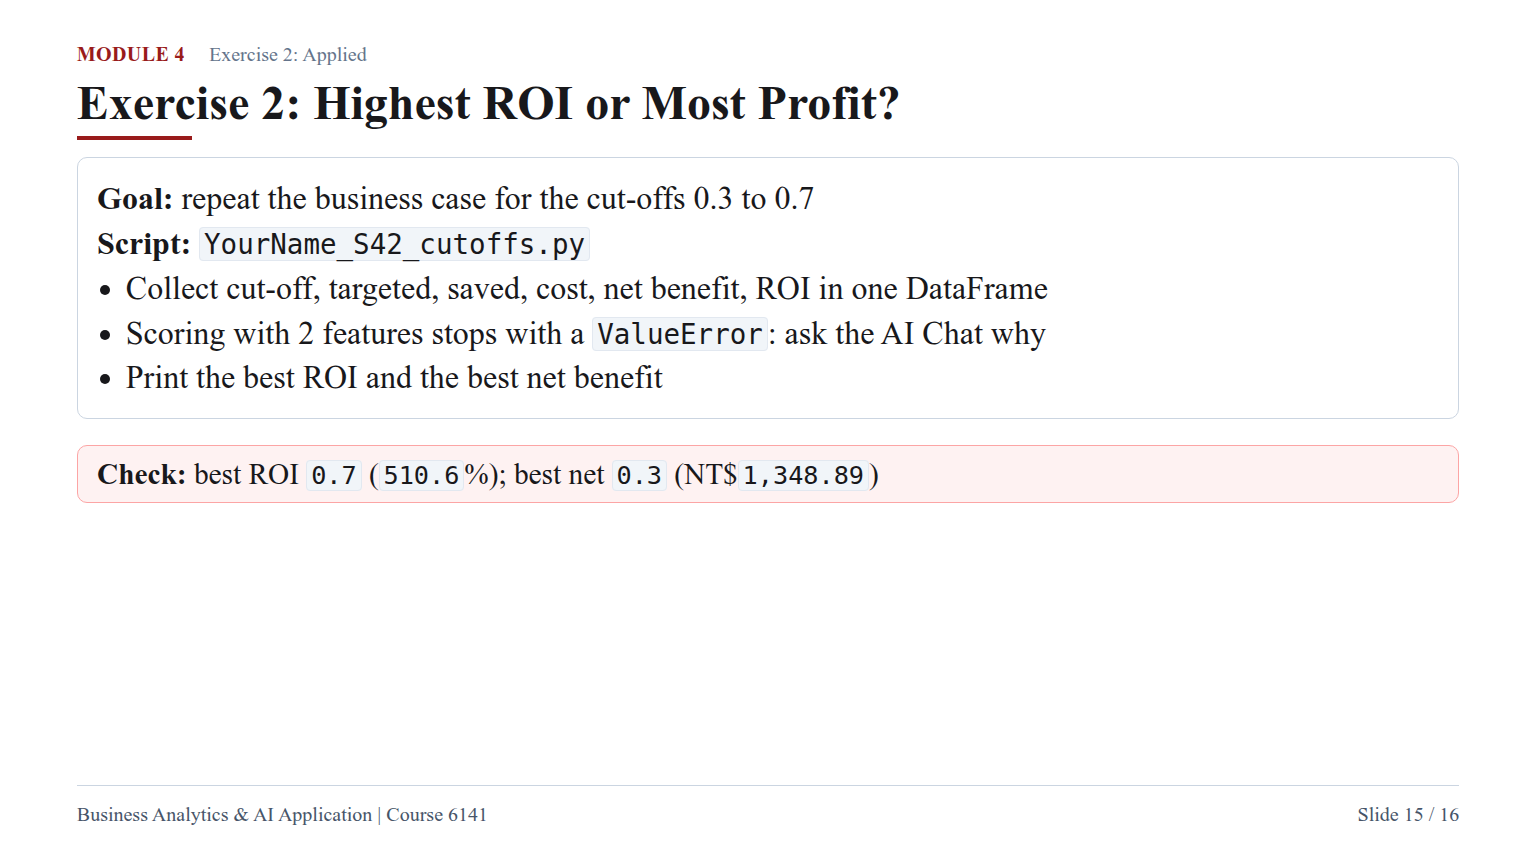 MODULE 4 Exercise 2: Applied
Exercise 2: Highest ROI or Most Profit?
Goal: repeat the business case for the cut-offs 0.3 to 0.7
Script: YourName_S42_cutoffs.py
• Collect cut-off, targeted, saved, cost, net benefit, ROI in one DataFrame
• Scoring with 2 features stops with a ValueError: ask the AI Chat why
• Print the best ROI and the best net benefit
Check: best ROI 0.7 (510.6%); best net 0.3 (NT$1,348.89)
Business Analytics & AI Application | Course 6141
Slide 15 / 16